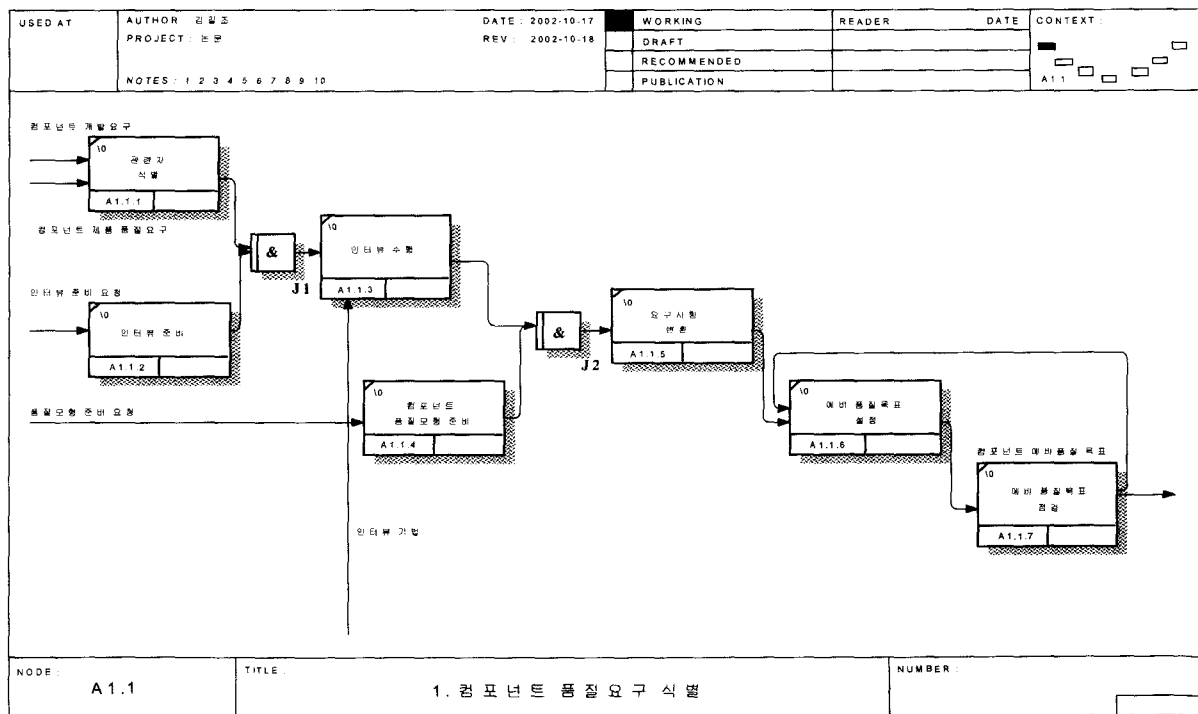 USED AT
AUTHOR : 김길조
PROJECT : 논문
DATE : 2002-10-17
REV : 2002-10-18
NOTES : 1 2 3 4 5 6 7 8 9 10
WORKING
DRAFT
RECOMMENDED
PUBLICATION
READER
DATE
CONTEXT :
A1.1
컴포넌트 개발요구
\0
관련자
식별
A1.1.1
컴포넌트 제품 품질요구
&
J1
\0
인터뷰 수행
A1.1.3
인터뷰 준비 요청
\0
인터뷰 준비
A1.1.2
&
J2
\0
요구사항
변환
A1.1.5
품질모형 준비 요청
\0
컴포넌트
품질모형 준비
A1.1.4
\0
예비 품질목표
설정
A1.1.6
컴포넌트 예비품질 목표
\0
예비 품질목표
점검
A1.1.7
인터뷰 기법
NODE :
A1.1
TITLE :
1. 컴포넌트 품질요구 식별
NUMBER :